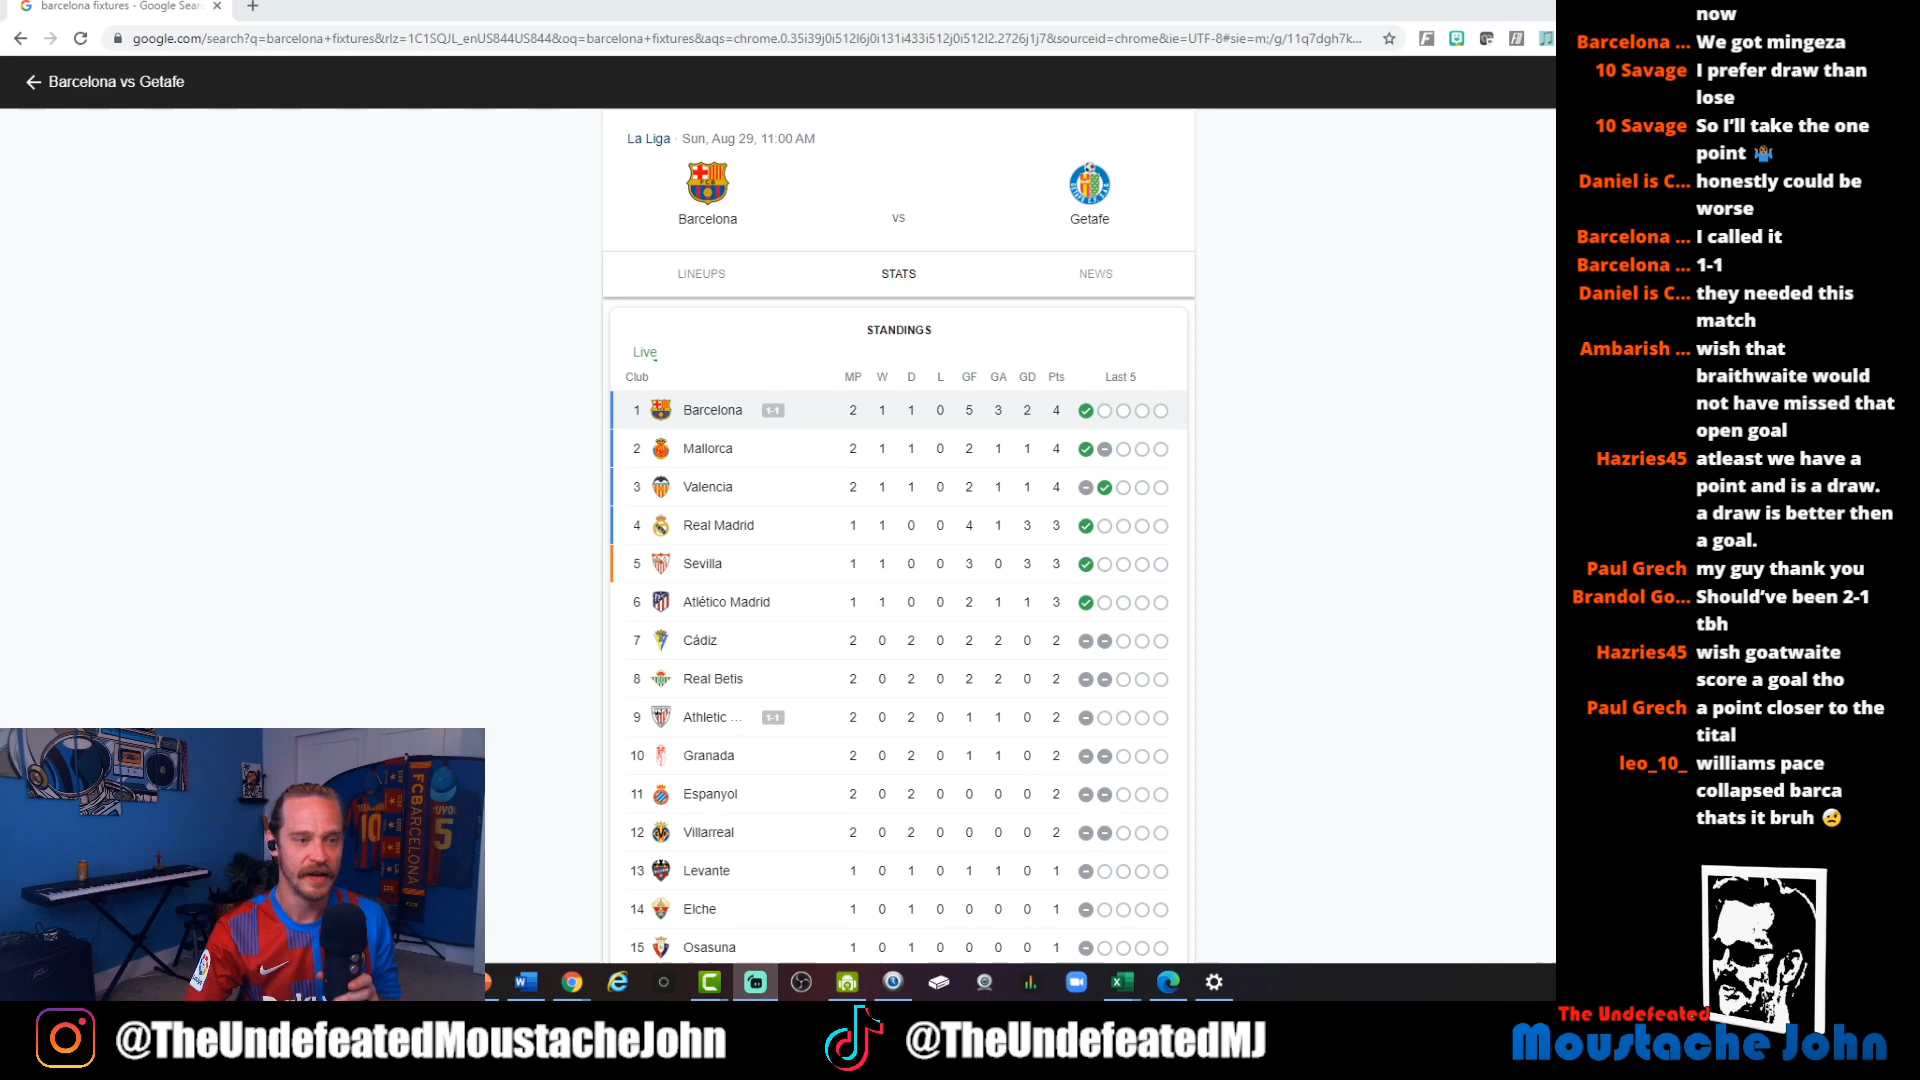 barcelona fixtures - Google Sear
google.com/search?q=barcelona+fixtures&rlz=1C1SQJL_enUS844US844&oq=barcelona+fixtures&aqs=chrome.0.35i39j0i512l6j0i131i433i512j0i512l2.2726j1j7&sourceid=chrome&ie=UTF-8#sie=m;/g/11q7dgh7k...
Barcelona vs Getafe
La Liga · Sun, Aug 29, 11:00 AM
Barcelona vs Getafe
LINEUPS STATS NEWS
STANDINGS
Live
Club MP W D L GF GA GD Pts Last 5
1 Barcelona 1-1 2 1 1 0 5 3 2 4
2 Mallorca 2 1 1 0 2 1 1 4
3 Valencia 2 1 1 0 2 1 1 4
4 Real Madrid 1 1 0 0 4 1 3 3
5 Sevilla 1 1 0 0 3 0 3 3
6 Atlético Madrid 1 1 0 0 2 1 1 3
7 Cádiz 2 0 2 0 2 2 0 2
8 Real Betis 2 0 2 0 2 2 0 2
9 Athletic ... 1-1 2 0 2 0 1 1 0 2
10 Granada 2 0 2 0 1 1 0 2
11 Espanyol 2 0 2 0 0 0 0 2
12 Villarreal 2 0 2 0 0 0 0 2
13 Levante 1 0 1 0 1 1 0 1
14 Elche 1 0 1 0 0 0 0 1
15 Osasuna 1 0 1 0 0 0 0 1
now
Barcelona ... We got mingeza
10 Savage I prefer draw than
lose
10 Savage So I'll take the one
point 🤷🏾
Daniel is C... honestly could be
worse
Barcelona ... I called it
Barcelona ... 1-1
Daniel is C... they needed this
match
Ambarish ... wish that
braithwaite would
not have missed that
open goal
Hazries45 atleast we have a
point and is a draw.
a draw is better then
a goal.
Paul Grech my guy thank you
Brandol Go... Should've been 2-1
tbh
Hazries45 wish goatwaite
score a goal tho
Paul Grech a point closer to the
tital
leo_10_ williams pace
collapsed barca
thats it bruh 🤕
FCBARCELONA
10
5
@TheUndefeatedMoustacheJohn
@TheUndefeatedMJ
The Undefeated
Moustache John